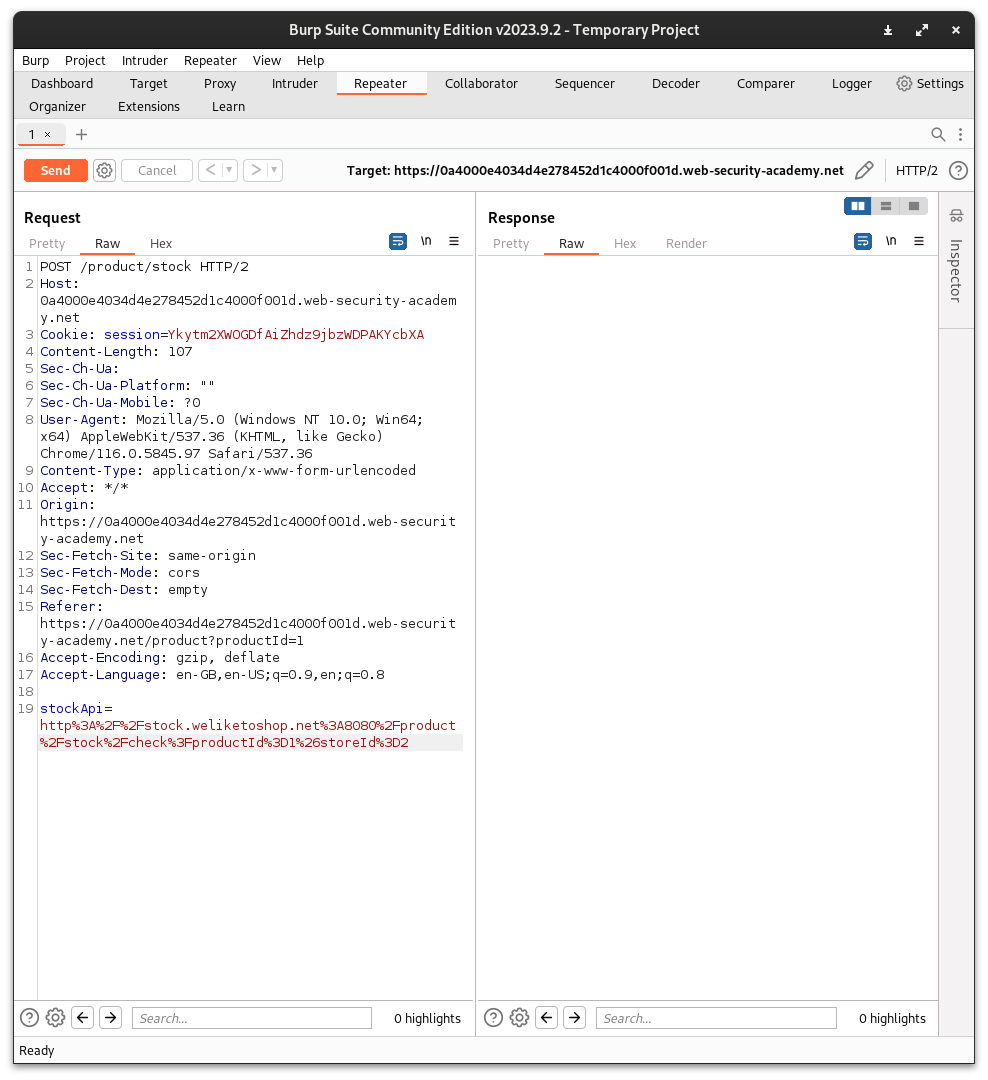 Burp Suite Community Edition v2023.9.2 - Temporary Project
Burp Project Intruder Repeater View Help
Dashboard Target Proxy Intruder Repeater Collaborator Sequencer Decoder Comparer Logger Settings
Organizer Extensions Learn
1 × +
Send Cancel < > Target: https://0a4000e4034d4e278452d1c4000f001d.web-security-academy.net HTTP/2 ?
Request
Pretty Raw Hex \n
1 POST /product/stock HTTP/2
2 Host:
0a4000e4034d4e278452d1c4000f001d.web-security-academ
y.net
3 Cookie: session=Ykytm2XWOGDfAiZhdz9jbzWDPAKYcbXA
4 Content-Length: 107
5 Sec-Ch-Ua:
6 Sec-Ch-Ua-Platform: ""
7 Sec-Ch-Ua-Mobile: ?0
8 User-Agent: Mozilla/5.0 (Windows NT 10.0; Win64;
x64) AppleWebKit/537.36 (KHTML, like Gecko)
Chrome/116.0.5845.97 Safari/537.36
9 Content-Type: application/x-www-form-urlencoded
10 Accept: */*
11 Origin:
https://0a4000e4034d4e278452d1c4000f001d.web-securit
y-academy.net
12 Sec-Fetch-Site: same-origin
13 Sec-Fetch-Mode: cors
14 Sec-Fetch-Dest: empty
15 Referer:
https://0a4000e4034d4e278452d1c4000f001d.web-securit
y-academy.net/product?productId=1
16 Accept-Encoding: gzip, deflate
17 Accept-Language: en-GB,en-US;q=0.9,en;q=0.8
18
19 stockApi=
http%3A%2F%2Fstock.weliketoshop.net%3A8080%2Fproduct
%2Fstock%2Fcheck%3FproductId%3D1%26storeId%3D2
? Search... 0 highlights
Response
Pretty Raw Hex Render \n
? Search... 0 highlights
Inspector
Ready